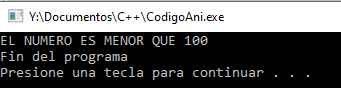 Y:\Documentos\C++\CodigoAni.exe
EL NUMERO ES MENOR QUE 100
Fin del programa
Presione una tecla para continuar . . .